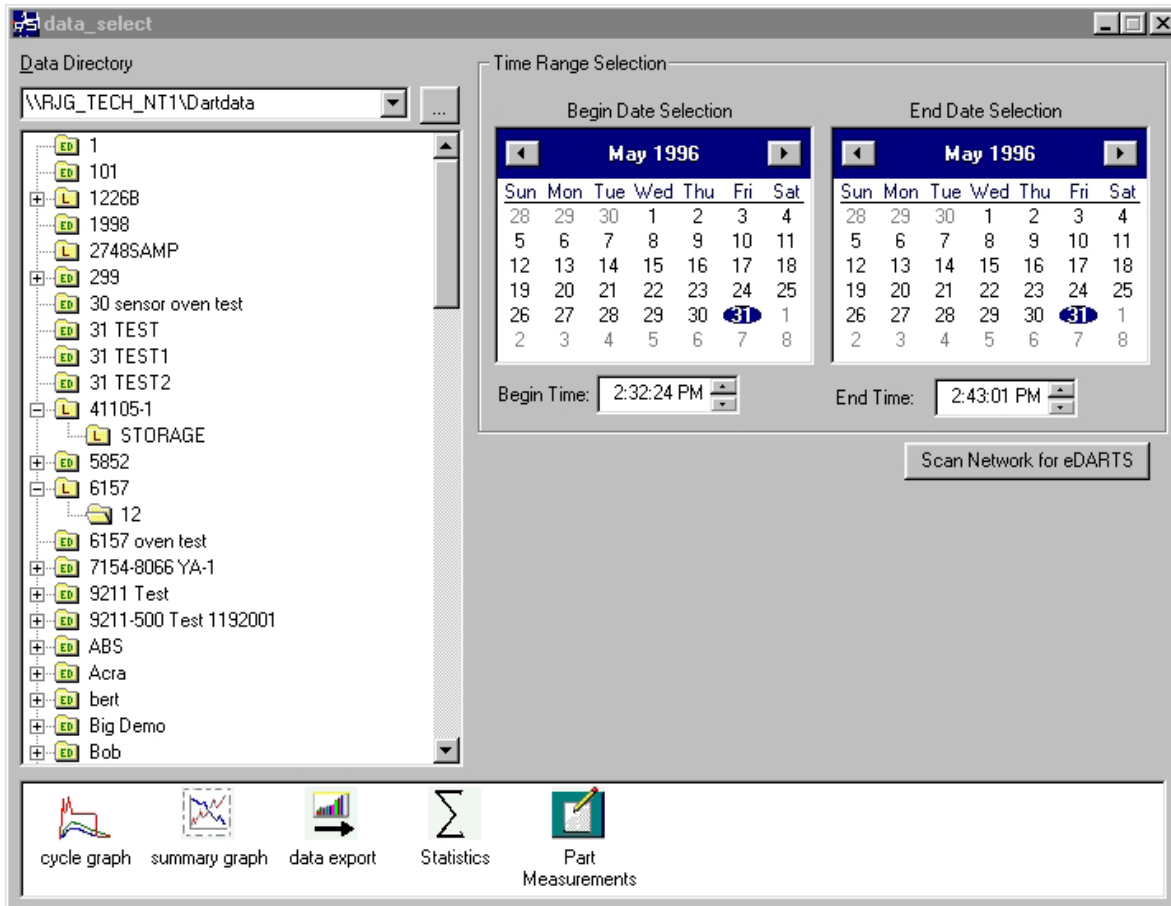 data_select
Data Directory
\\RJG_TECH_NT1\Dartdata
...
ED 1
ED 101
L 1226B
ED 1998
L 2748SAMP
ED 299
ED 30 sensor oven test
ED 31 TEST
ED 31 TEST1
ED 31 TEST2
L 41105-1
L STORAGE
ED 5852
L 6157
12
ED 6157 oven test
ED 7154-8066 YA-1
ED 9211 Test
ED 9211-500 Test 1192001
ED ABS
ED Acra
ED bert
ED Big Demo
ED Bob
Time Range Selection
Begin Date Selection
May 1996
Sun Mon Tue Wed Thu Fri Sat
28 29 30 1 2 3 4
5 6 7 8 9 10 11
12 13 14 15 16 17 18
19 20 21 22 23 24 25
26 27 28 29 30 31 1
2 3 4 5 6 7 8
Begin Time: 2:32:24 PM
End Date Selection
May 1996
Sun Mon Tue Wed Thu Fri Sat
28 29 30 1 2 3 4
5 6 7 8 9 10 11
12 13 14 15 16 17 18
19 20 21 22 23 24 25
26 27 28 29 30 31 1
2 3 4 5 6 7 8
End Time: 2:43:01 PM
Scan Network for eDARTS
cycle graph
summary graph
data export
Statistics
Part
Measurements